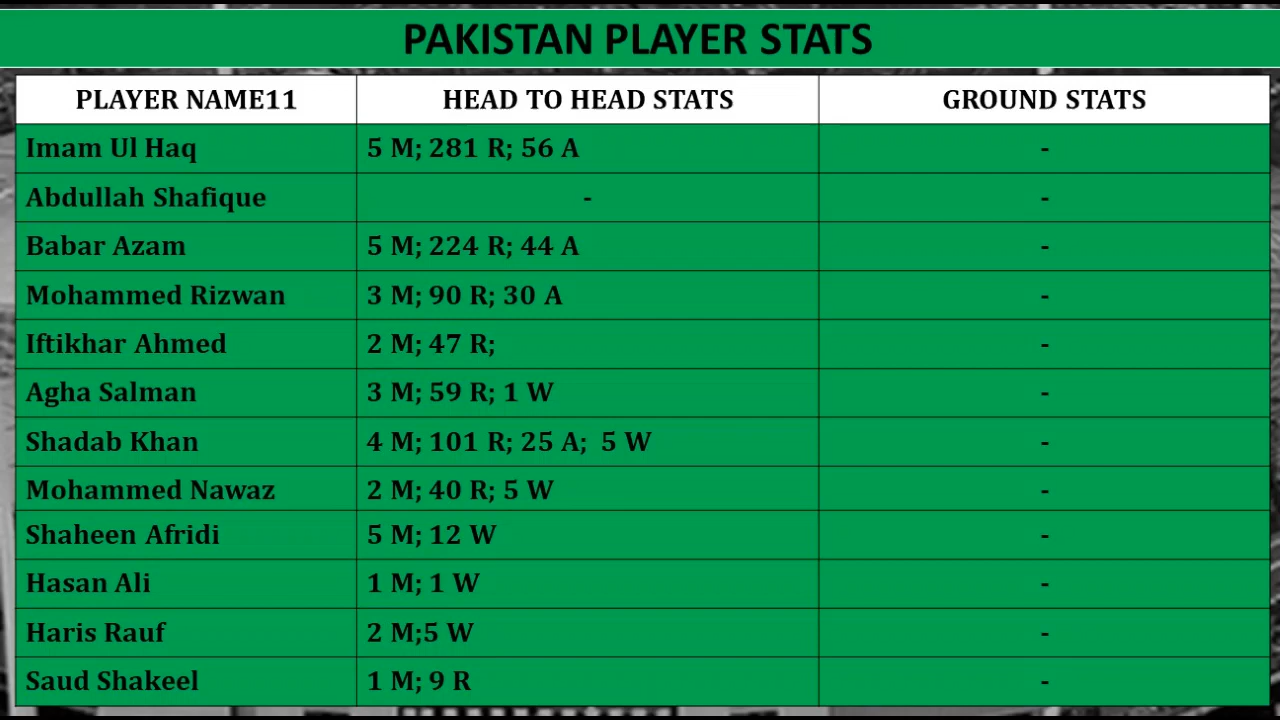 PAKISTAN PLAYER STATS
PLAYER NAME11 HEAD TO HEAD STATS GROUND STATS
Imam Ul Haq 5 M; 281 R; 56 A -
Abdullah Shafique - -
Babar Azam 5 M; 224 R; 44 A -
Mohammed Rizwan 3 M; 90 R; 30 A -
Iftikhar Ahmed 2 M; 47 R; -
Agha Salman 3 M; 59 R; 1 W -
Shadab Khan 4 M; 101 R; 25 A;  5 W -
Mohammed Nawaz 2 M; 40 R; 5 W -
Shaheen Afridi 5 M; 12 W -
Hasan Ali 1 M; 1 W -
Haris Rauf 2 M;5 W -
Saud Shakeel 1 M; 9 R -